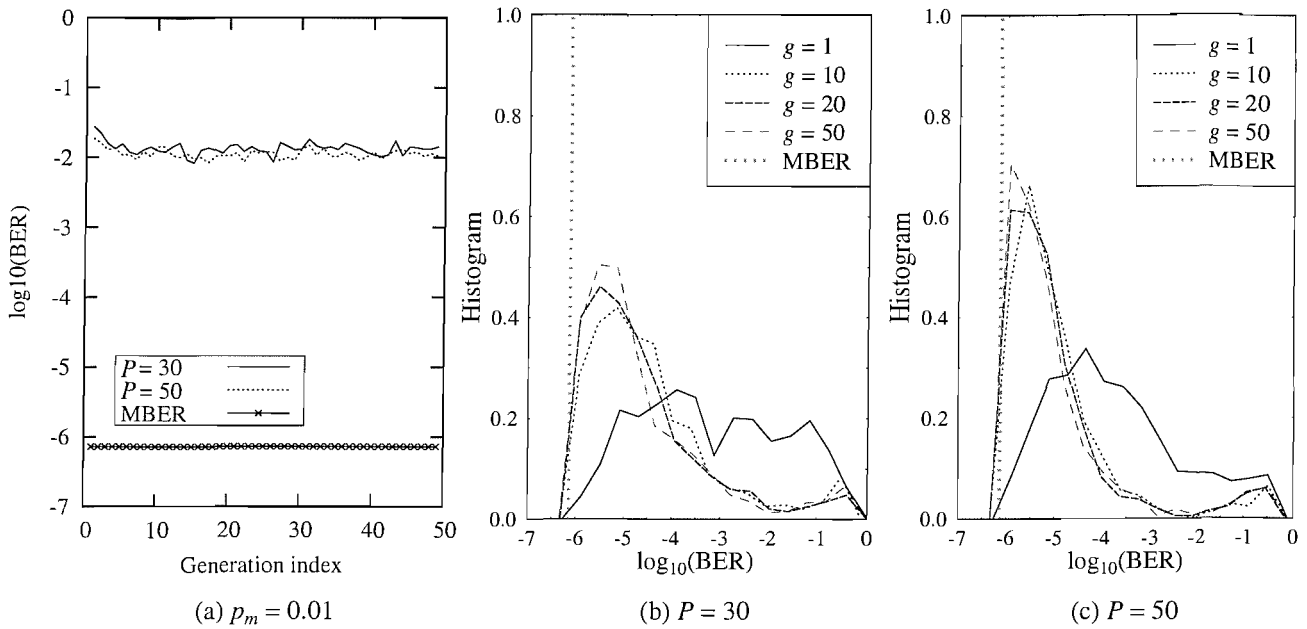 0
-1
-2
-3
-4
-5
-6
-7
log10(BER)
P = 30
P = 50
MBER
0 10 20 30 40 50
Generation index
(a) p_m = 0.01
1.0
0.8
0.6
0.4
0.2
0.0
Histogram
g = 1
g = 10
g = 20
g = 50
MBER
-7 -6 -5 -4 -3 -2 -1 0
log₁₀(BER)
(b) P = 30
1.0
0.8
0.6
0.4
0.2
0.0
Histogram
g = 1
g = 10
g = 20
g = 50
MBER
-7 -6 -5 -4 -3 -2 -1 0
log₁₀(BER)
(c) P = 50